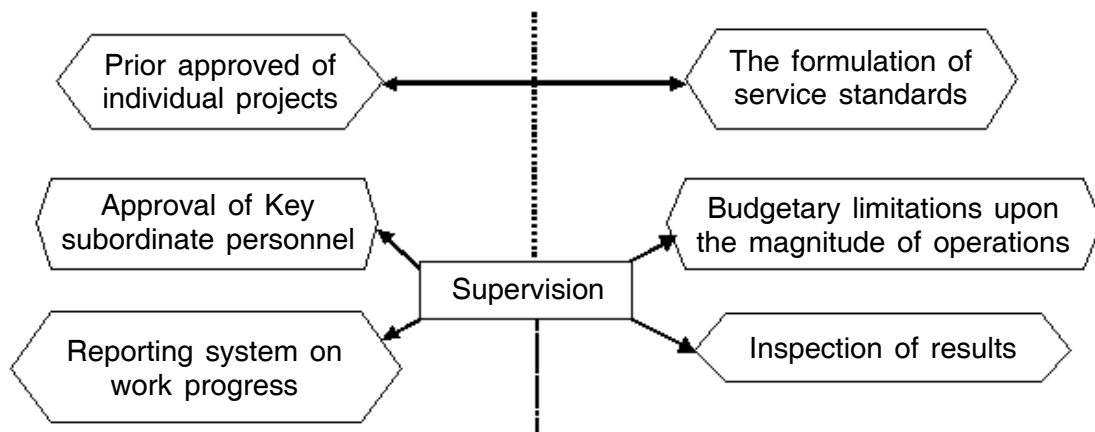 Prior approved of
individual projects
The formulation of
service standards
Approval of Key
subordinate personnel
Budgetary limitations upon
the magnitude of operations
Supervision
Reporting system on
work progress
Inspection of results